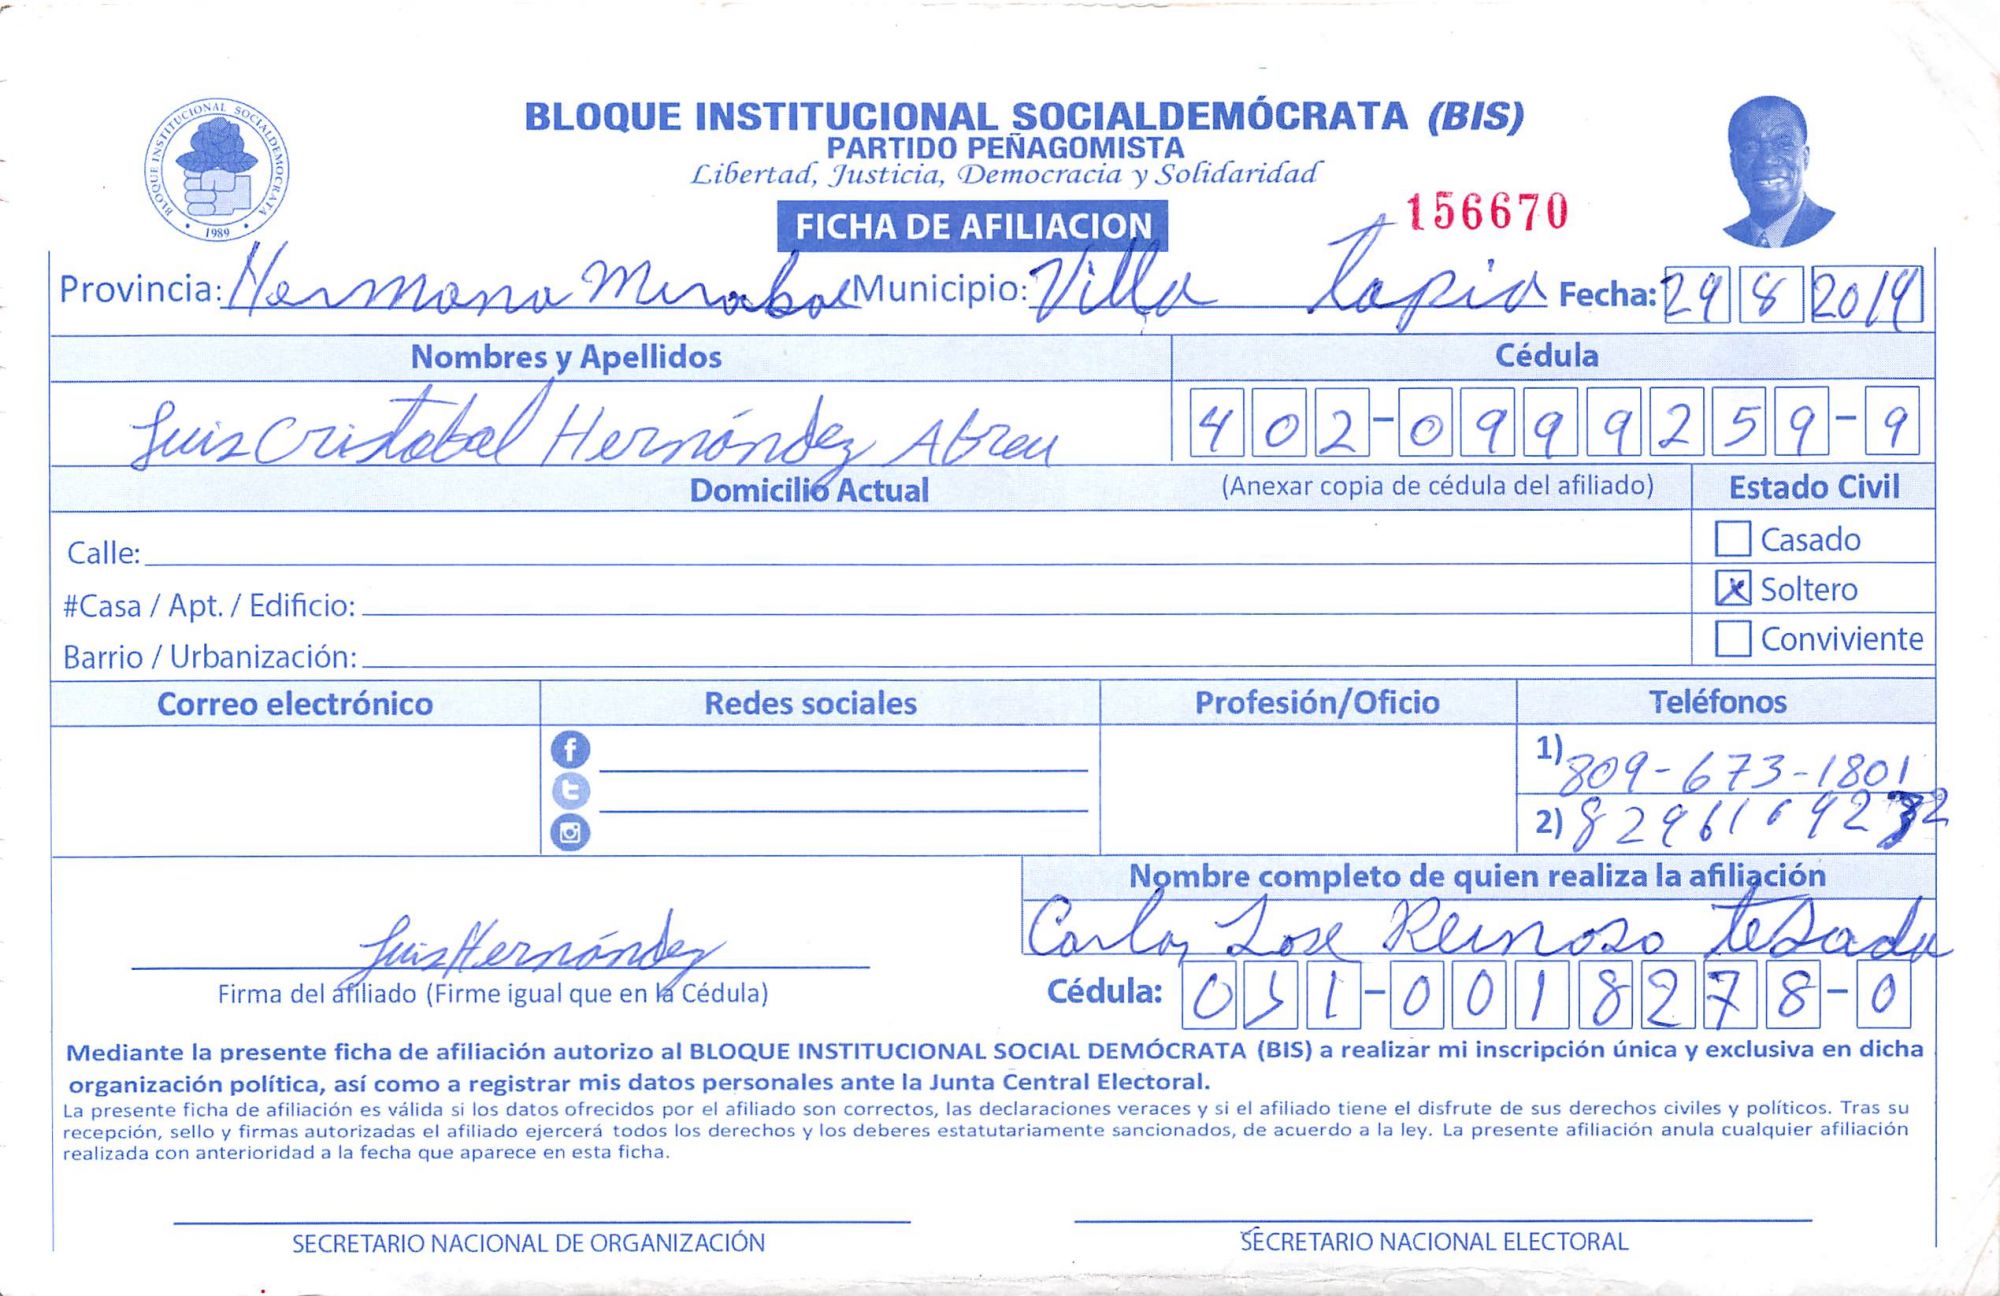 BLOQUE INSTITUCIONAL SOCIALDEMÓCRATA
1989
BLOQUE INSTITUCIONAL SOCIALDEMÓCRATA (BIS)
PARTIDO PEÑAGOMISTA
Libertad, Justicia, Democracia y Solidaridad
FICHA DE AFILIACION
156670
Provincia: Hermana Mirabal Municipio: Villa tapia Fecha: 29 8 2019
Nombres y Apellidos Cédula
Luis Cristobal Hernández Abreu 402-0999259-9
Domicilio Actual (Anexar copia de cédula del afiliado) Estado Civil
Calle: Casado
#Casa / Apt. / Edificio: x Soltero
Barrio / Urbanización: Conviviente
Correo electrónico Redes sociales Profesión/Oficio Teléfonos
1) 809-673-1801
2)
Nombre completo de quien realiza la afiliación
Carlos Jose Reinoso tesada
Luis Hernández
Firma del afiliado (Firme igual que en la Cédula) Cédula: 051-0018278-0
Mediante la presente ficha de afiliación autorizo al BLOQUE INSTITUCIONAL SOCIAL DEMÓCRATA (BIS) a realizar mi inscripción única y exclusiva en dicha
organización política, así como a registrar mis datos personales ante la Junta Central Electoral.
La presente ficha de afiliación es válida si los datos ofrecidos por el afiliado son correctos, las declaraciones veraces y si el afiliado tiene el disfrute de sus derechos civiles y políticos. Tras su
recepción, sello y firmas autorizadas el afiliado ejercerá todos los derechos y los deberes estatutariamente sancionados, de acuerdo a la ley. La presente afiliación anula cualquier afiliación
realizada con anterioridad a la fecha que aparece en esta ficha.
SECRETARIO NACIONAL DE ORGANIZACIÓN SECRETARIO NACIONAL ELECTORAL